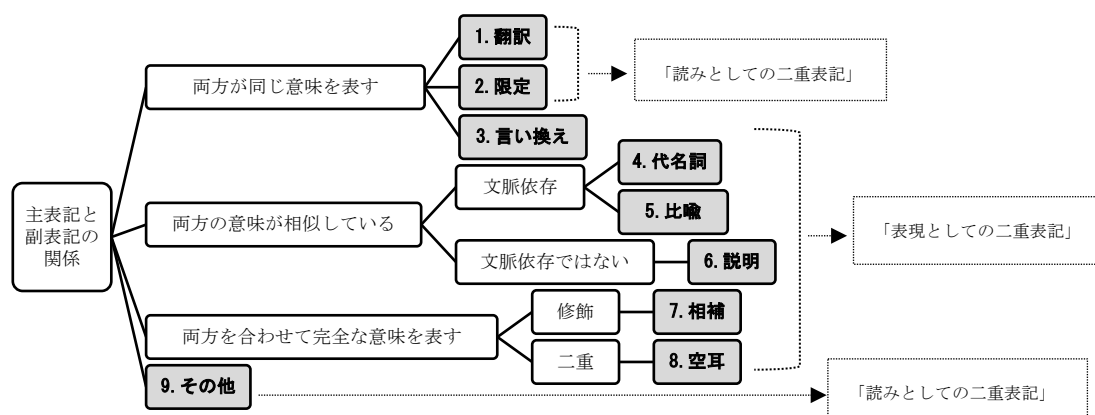 主表記と
副表記の
関係
両方が同じ意味を表す
1.翻訳
2.限定
3.言い換え
「読みとしての二重表記」
両方の意味が相似している
文脈依存
4.代名詞
5.比喩
文脈依存ではない
6.説明
「表現としての二重表記」
両方を合わせて完全な意味を表す
修飾
7.相補
二重
8.空耳
9.その他
「読みとしての二重表記」